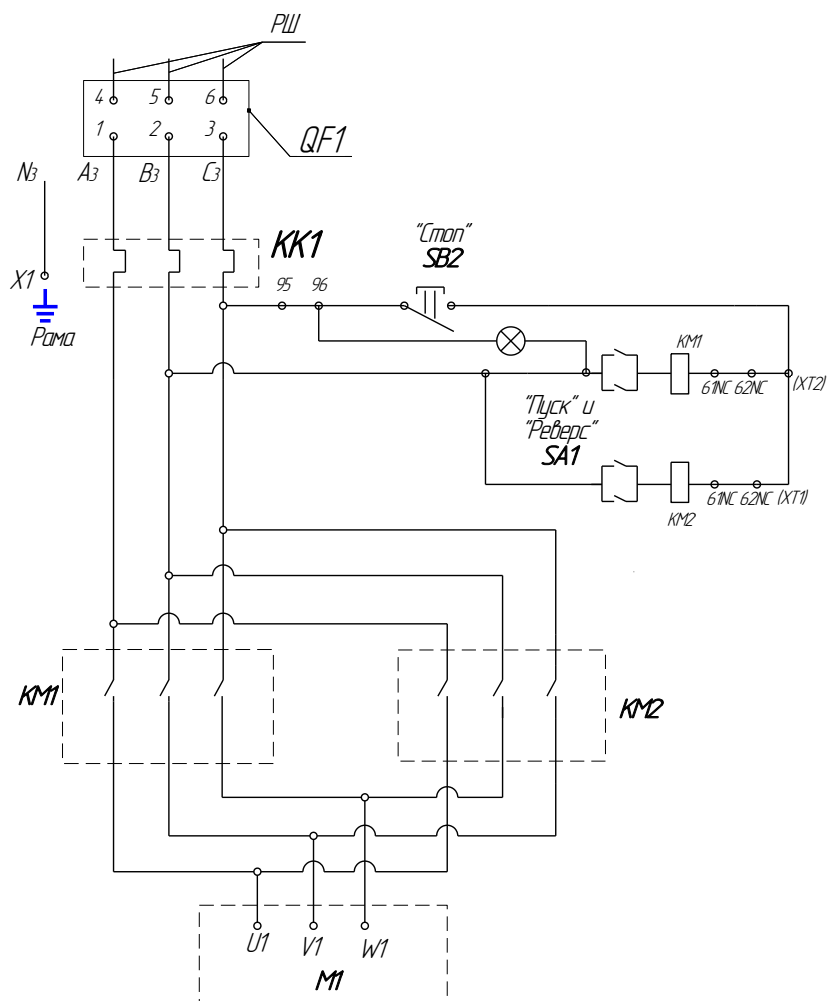 РШ
4 5 6
1 2 3
QF1
N3 A3 B3 C3
KK1
"Стоп"
SB2
X1
95 96
Рама
KM1
61NC 62NC (XT2)
"Пуск" и
"Реверс"
SA1
61NC 62NC (XT1)
KM2
KM1
KM2
U1 V1 W1
M1